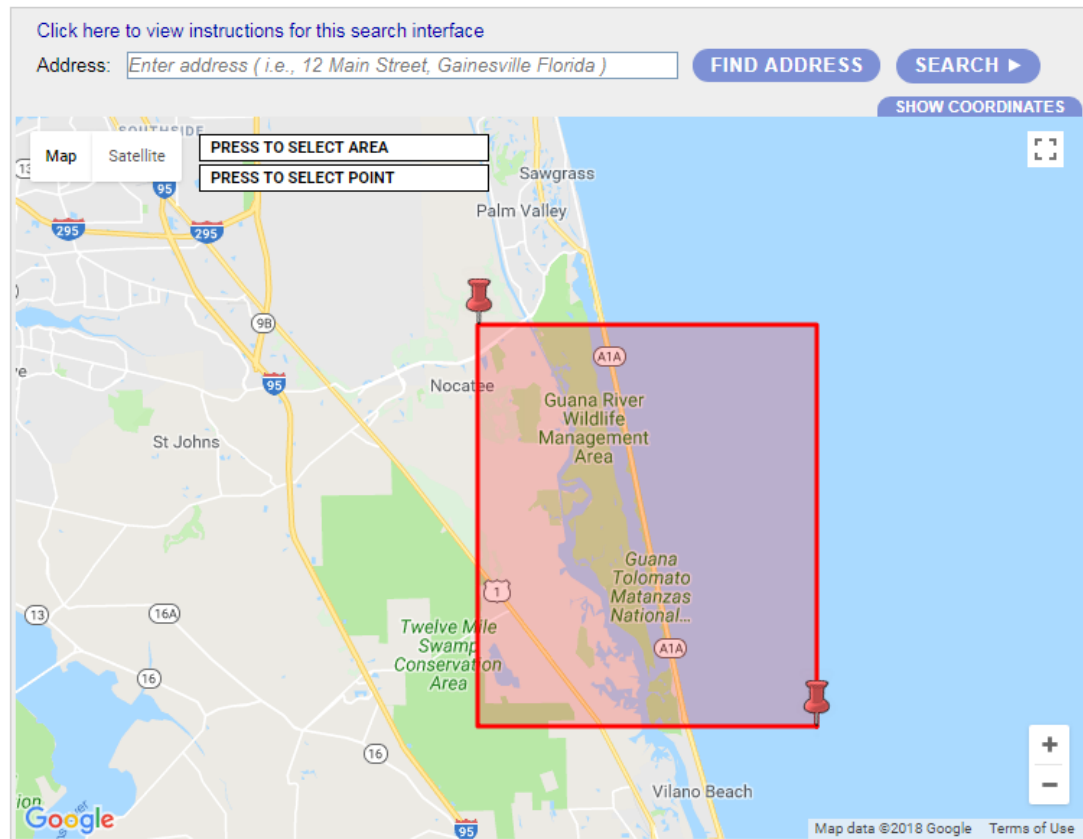 Click here to view instructions for this search interface
Address: Enter address ( i.e., 12 Main Street, Gainesville Florida ) FIND ADDRESS SEARCH ►
SHOW COORDINATES
SOUTHSIDE
Map Satellite
PRESS TO SELECT AREA
PRESS TO SELECT POINT
13
95
Sawgrass
Palm Valley
295
295
9B
A1A
95
Nocatee
Guana River
Wildlife
Management
Area
St Johns
Guana
Tolomato
Matanzas
National...
1
13
16A
Twelve Mile
Swamp
Conservation
Area
A1A
16
16
Vilano Beach
Google
95
+
−
Map data ©2018 Google Terms of Use